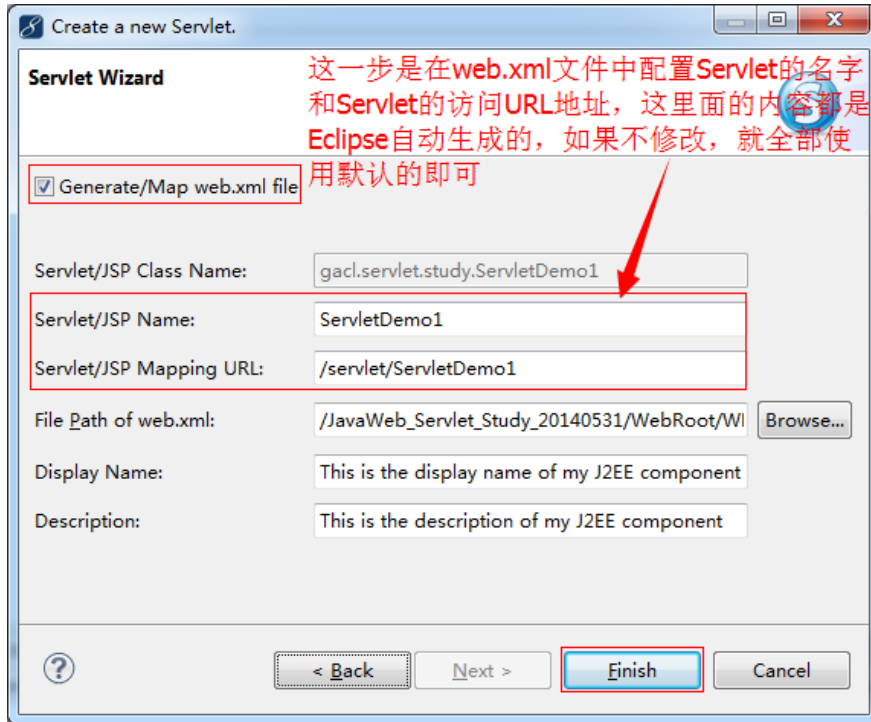 Create a new Servlet.
Servlet Wizard
这一步是在web.xml文件中配置Servlet的名字
和Servlet的访问URL地址，这里面的内容都是
Eclipse自动生成的，如果不修改，就全部使
用默认的即可
Generate/Map web.xml file
Servlet/JSP Class Name: gacl.servlet.study.ServletDemo1
Servlet/JSP Name: ServletDemo1
Servlet/JSP Mapping URL: /servlet/ServletDemo1
File Path of web.xml: /JavaWeb_Servlet_Study_20140531/WebRoot/WI Browse...
Display Name: This is the display name of my J2EE component
Description: This is the description of my J2EE component
< Back Next > Finish Cancel